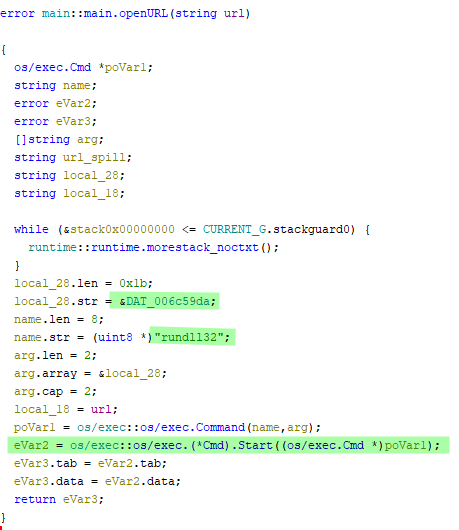 error main::main.openURL(string url)
{
os/exec.Cmd *poVar1;
string name;
error eVar2;
error eVar3;
[]string arg;
string url_spill;
string local_28;
string local_18;
while (&stack0x00000000 <= CURRENT_G.stackguard0) {
runtime::runtime.morestack_noctxt();
}
local_28.len = 0x1b;
local_28.str = &DAT_006c59da;
name.len = 8;
name.str = (uint8 *)"rundll32";
arg.len = 2;
arg.array = &local_28;
arg.cap = 2;
local_18 = url;
poVar1 = os/exec::os/exec.Command(name,arg);
eVar2 = os/exec::os/exec.(*Cmd).Start((os/exec.Cmd *)poVar1);
eVar3.tab = eVar2.tab;
eVar3.data = eVar2.data;
return eVar3;
}